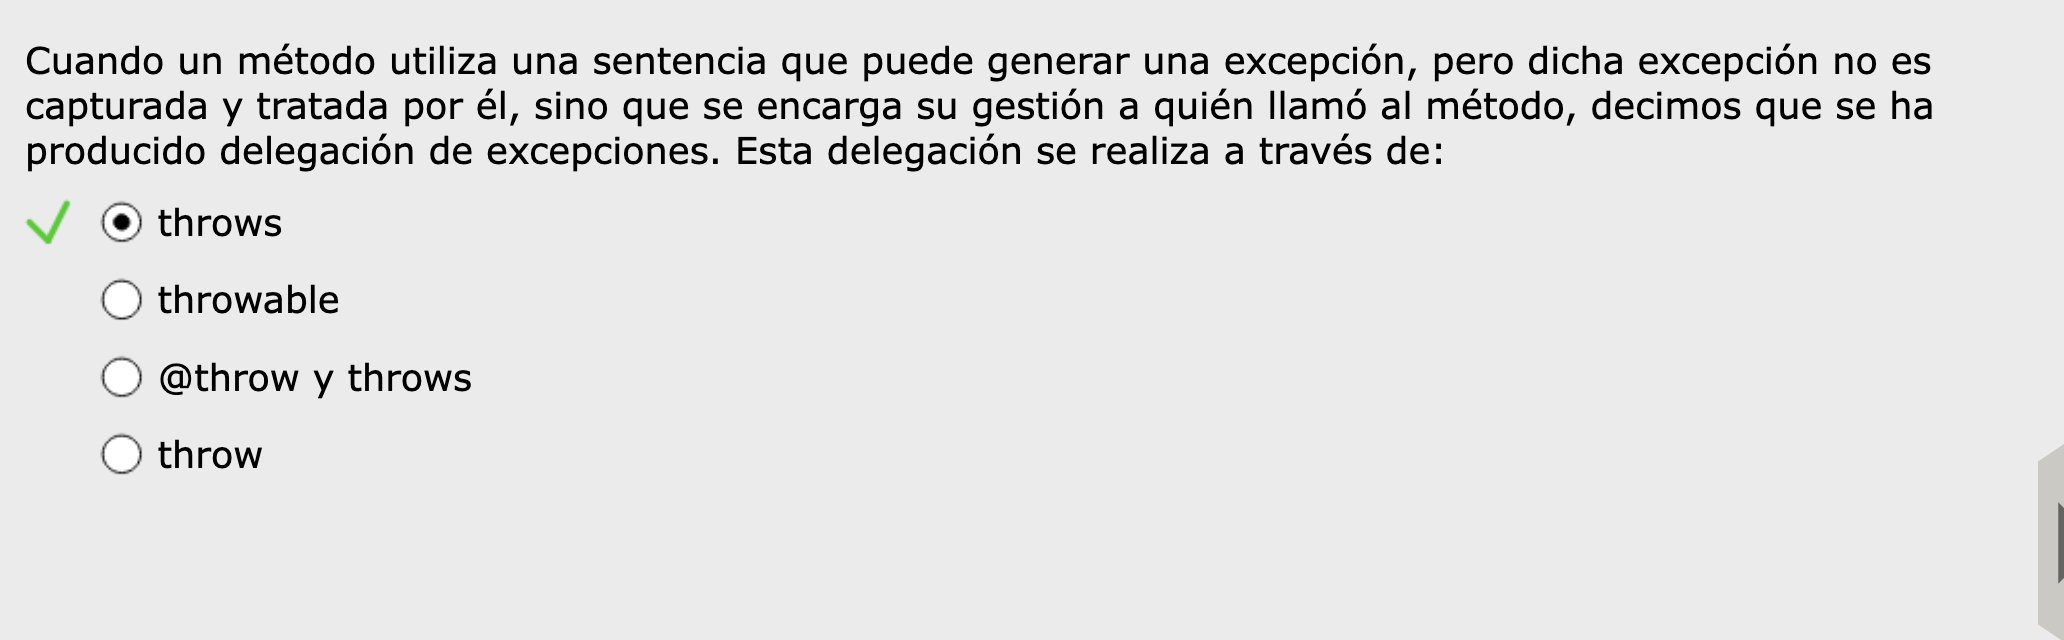 Cuando un método utiliza una sentencia que puede generar una excepción, pero dicha excepción no es
capturada y tratada por él, sino que se encarga su gestión a quién llamó al método, decimos que se ha
producido delegación de excepciones. Esta delegación se realiza a través de:
throws
throwable
@throw y throws
throw